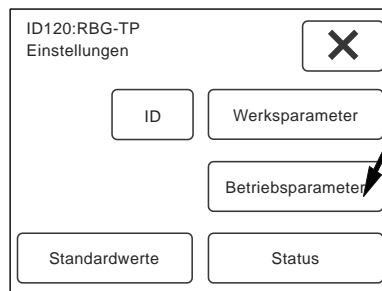 ID120:RBG-TP
Einstellungen
ID
Werksparameter
Betriebsparameter
Standardwerte
Status